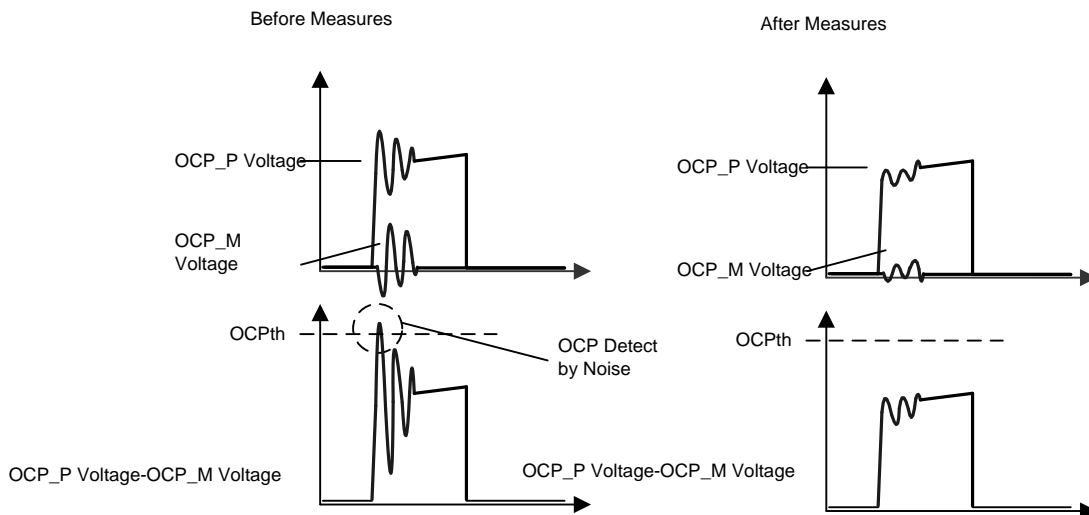 Before Measures
After Measures
OCP_P Voltage
OCP_M
Voltage
OCP_P Voltage
OCP_M Voltage
OCPth
OCP Detect
by Noise
OCPth
OCP_P Voltage-OCP_M Voltage
OCP_P Voltage-OCP_M Voltage